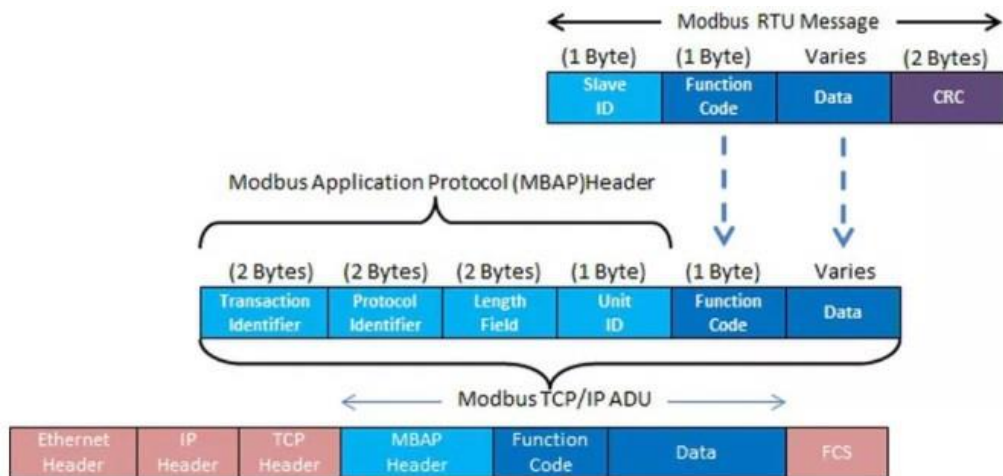 Modbus RTU Message
(1 Byte) (1 Byte) Varies (2 Bytes)
Slave ID Function Code Data CRC
Modbus Application Protocol (MBAP)Header
(2 Bytes) (2 Bytes) (2 Bytes) (1 Byte) (1 Byte) Varies
Transaction Identifier Protocol Identifier Length Field Unit ID Function Code Data
Modbus TCP/IP ADU
Ethernet Header IP Header TCP Header MBAP Header Function Code Data FCS